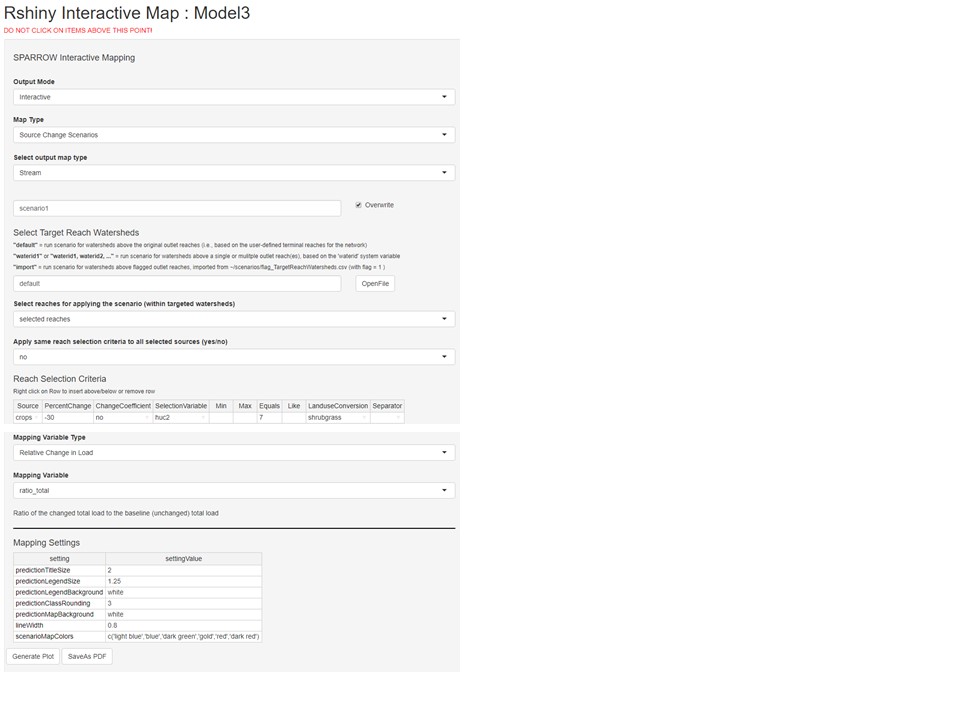 Rshiny Interactive Map : Model3
DO NOT CLICK ON ITEMS ABOVE THIS POINT!
SPARROW Interactive Mapping
Output Mode
Interactive
Map Type
Source Change Scenarios
Select output map type
Stream
scenario1
Overwrite
Select Target Reach Watersheds
"default" = run scenario for watersheds above the original outlet reaches (i.e., based on the user-defined terminal reaches for the network)
"waterid1" or "waterid1, waterid2, ..." = run scenario for watersheds above a single or mulitple outlet reach(es), based on the 'waterid' system variable
"import" = run scenario for watersheds above flagged outlet reaches, imported from ~/scenarios/flag_TargetReachWatersheds.csv (with flag = 1 )
default OpenFile
Select reaches for applying the scenario (within targeted watersheds)
selected reaches
Apply same reach selection criteria to all selected sources (yes/no)
no
Reach Selection Criteria
Right click on Row to insert above/below or remove row
Source PercentChange ChangeCoefficient SelectionVariable Min Max Equals Like LanduseConversion Separator
crops -30 no huc2 7 shrubgrass
Mapping Variable Type
Relative Change in Load
Mapping Variable
ratio_total
Ratio of the changed total load to the baseline (unchanged) total load
Mapping Settings
setting settingValue
predictionTitleSize 2
predictionLegendSize 1.25
predictionLegendBackground white
predictionClassRounding 3
predictionMapBackground white
lineWidth 0.8
scenarioMapColors c('light blue','blue','dark green','gold','red','dark red')
Generate Plot SaveAs PDF